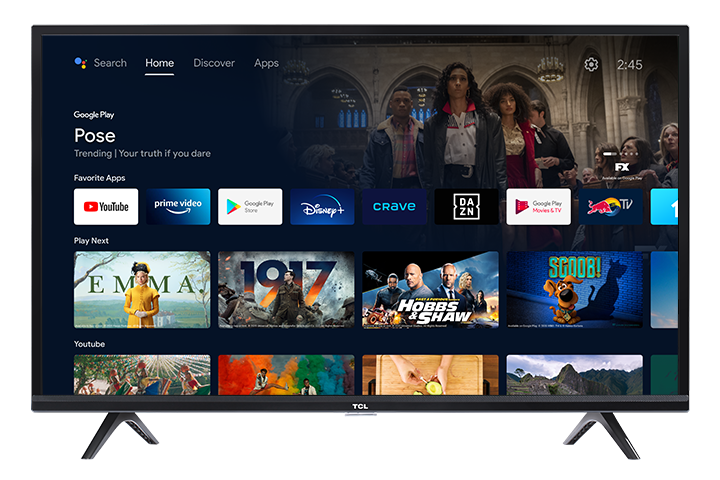 Search Home Discover Apps 2:45
Google Play
Pose
Trending | Your truth if you dare
FX
Available on Google Play
Favorite Apps
YouTube prime video Google Play Store Disney+ CRAVE DAZN Google Play Movies & TV Red Bull TV
Play Next
EMMA. 1917 FAST & FURIOUS HOBBS & SHAW SCOOB!
Youtube
TCL